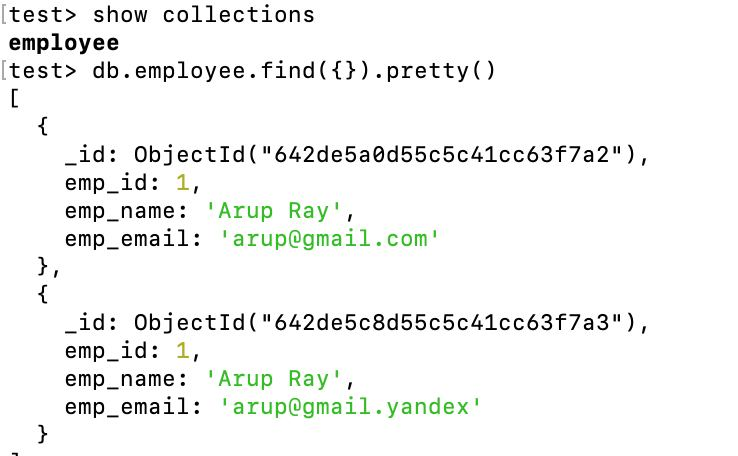 [test> show collections
employee
[test> db.employee.find({}).pretty()
[
  {
    _id: ObjectId("642de5a0d55c5c41cc63f7a2"),
    emp_id: 1,
    emp_name: 'Arup Ray',
    emp_email: 'arup@gmail.com'
  },
  {
    _id: ObjectId("642de5c8d55c5c41cc63f7a3"),
    emp_id: 1,
    emp_name: 'Arup Ray',
    emp_email: 'arup@gmail.yandex'
  }
]